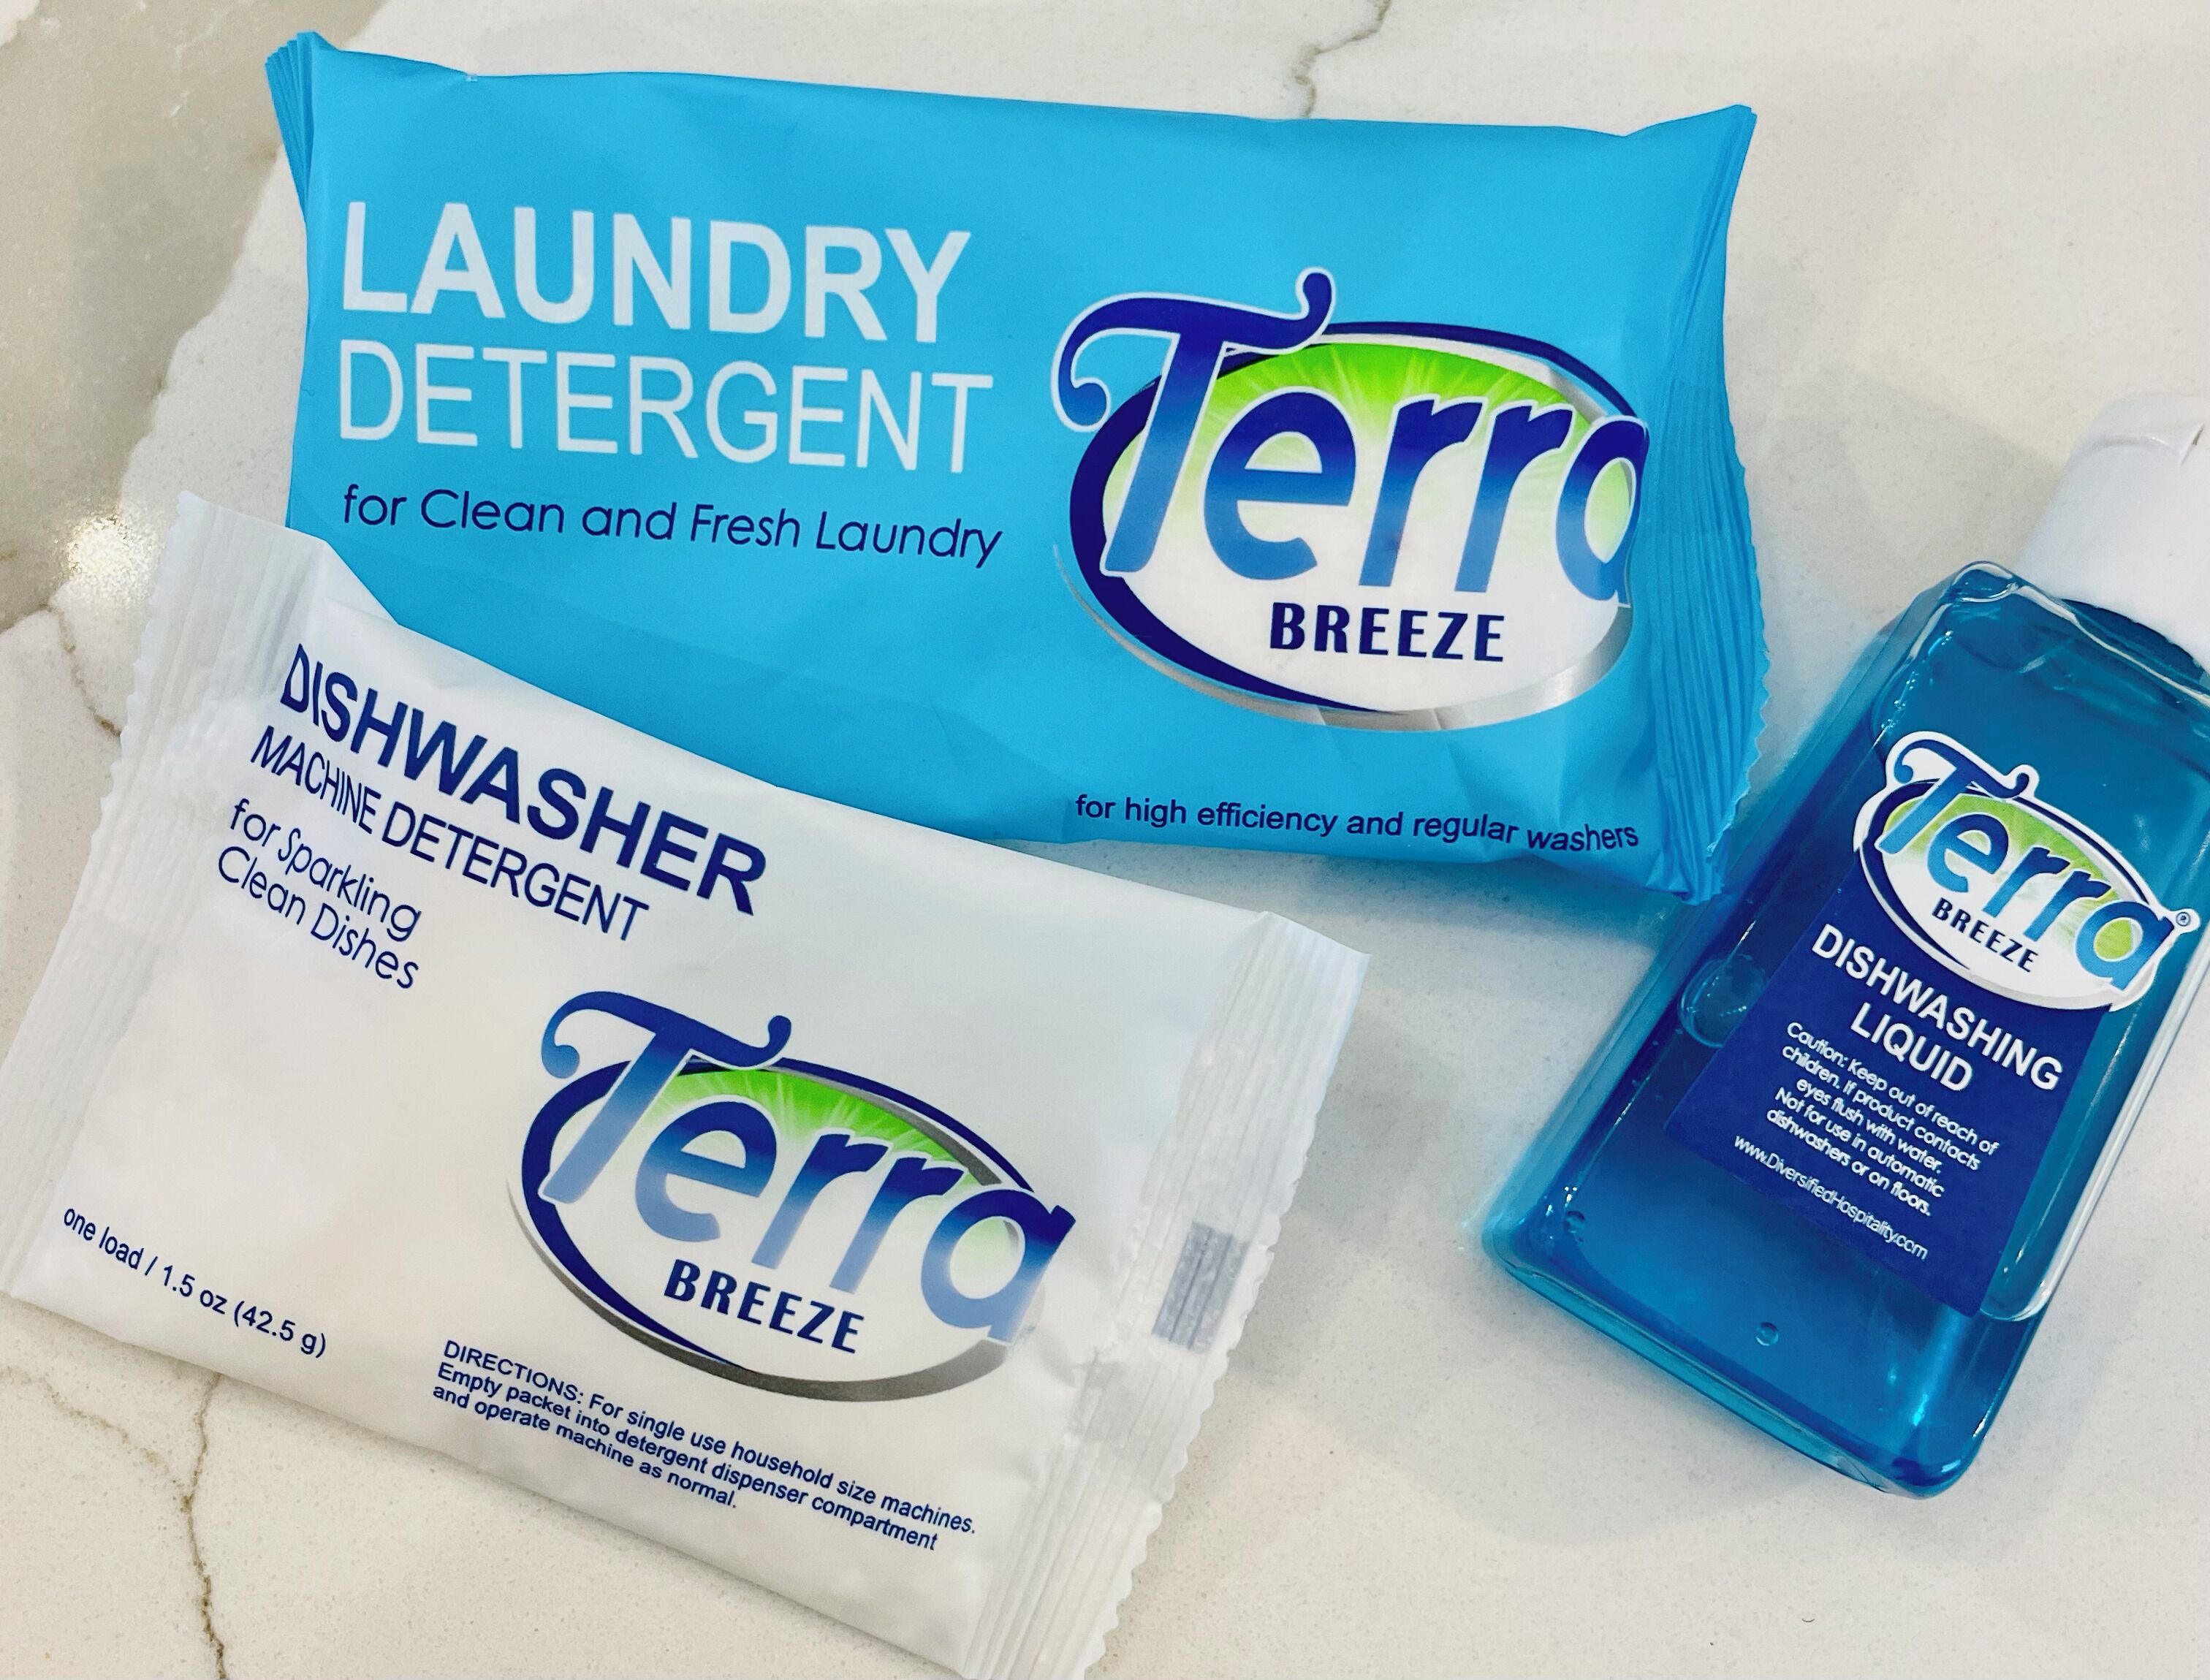 LAUNDRY
DETERGENT
for Clean and Fresh Laundry
Terra
BREEZE
for high efficiency and regular washers
DISHWASHER
MACHINE DETERGENT
for Sparkling
Clean Dishes
Terra
BREEZE
one load / 1.5 oz (42.5 g)
DIRECTIONS: For single use household size machines.
Empty packet into detergent dispenser compartment
and operate machine as normal.
Terra®
BREEZE
DISHWASHING
LIQUID
Caution: Keep out of reach of
children. If product contacts
eyes flush with water.
Not for use in automatic
dishwashers or on floors.
www.DiversifiedHospitality.com